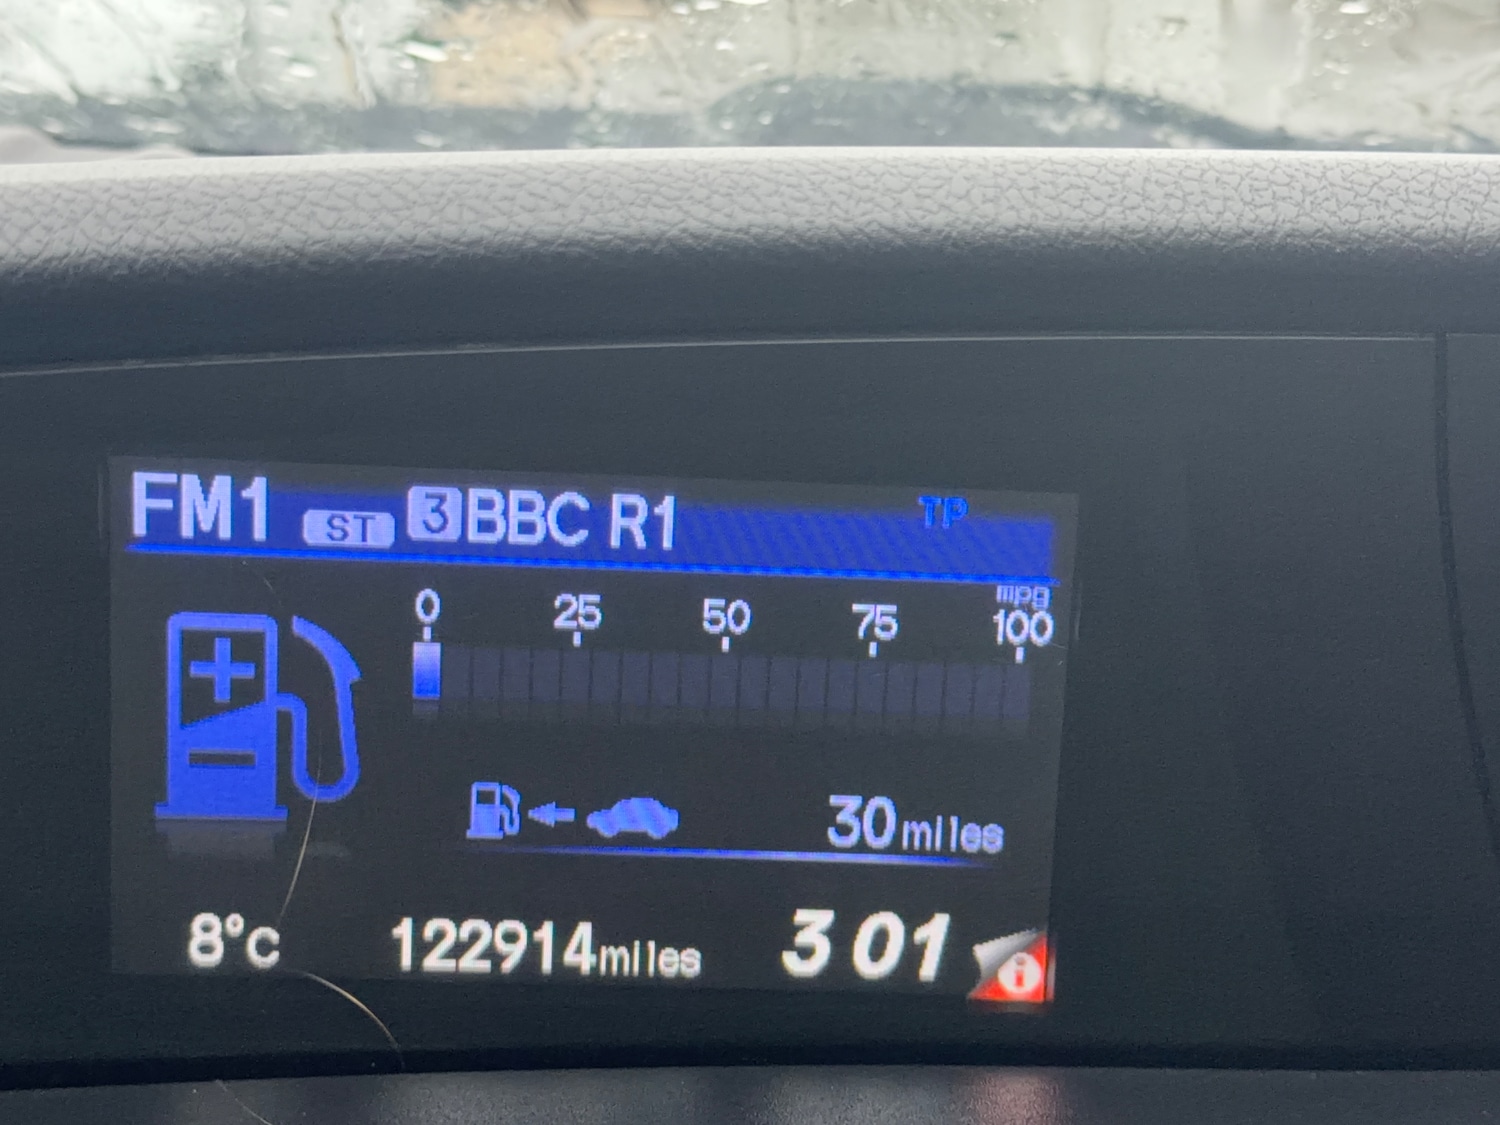 FM1 ST 3 BBC R1 TP
mpg
0 25 50 75 100
30 miles
8°C 122914 miles 3 01 i